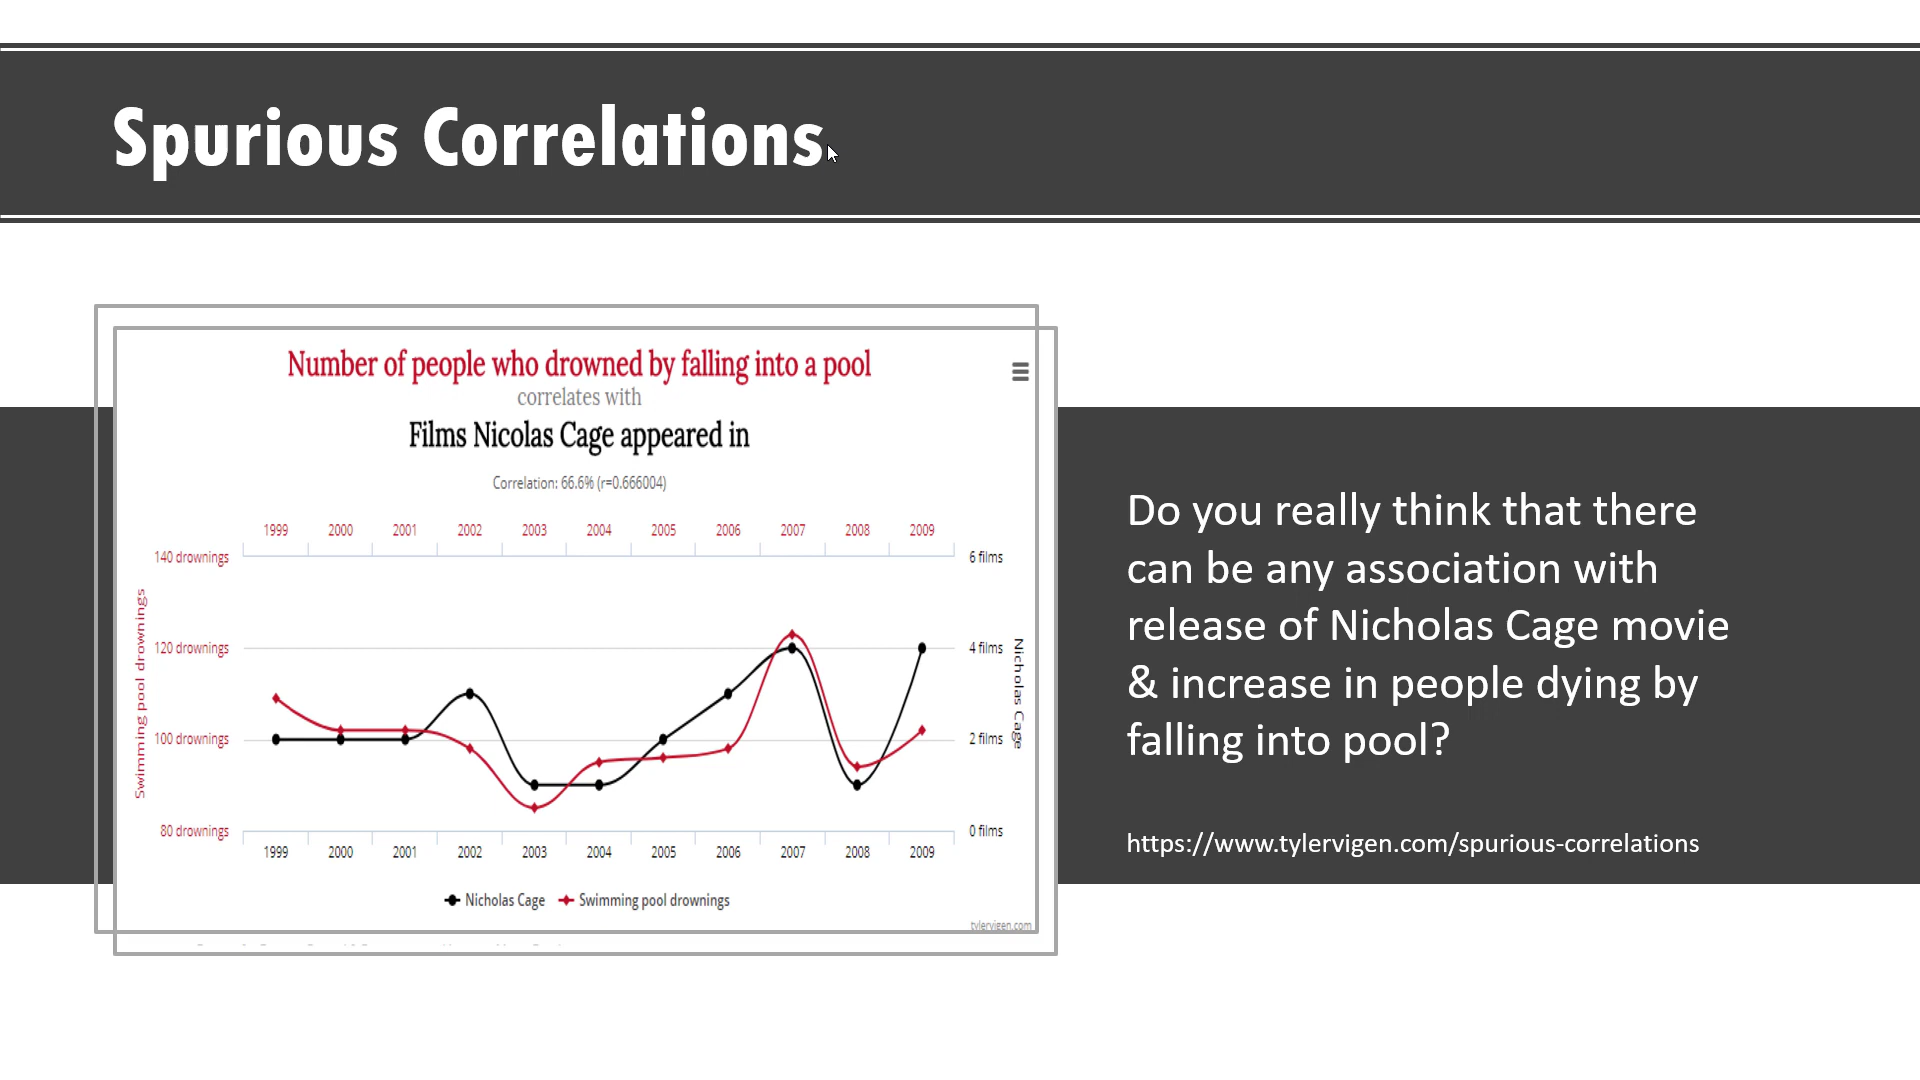 Spurious Correlations
Number of people who drowned by falling into a pool
correlates with
Films Nicolas Cage appeared in
Correlation: 66.6% (r=0.666004)
1999 2000 2001 2002 2003 2004 2005 2006 2007 2008 2009
140 drownings
6 films
120 drownings
4 films
100 drownings
2 films
80 drownings
0 films
Swimming pool drownings
Nicholas Cage
1999 2000 2001 2002 2003 2004 2005 2006 2007 2008 2009
Nicholas Cage Swimming pool drownings
tylervigen.com
Do you really think that there
can be any association with
release of Nicholas Cage movie
& increase in people dying by
falling into pool?
https://www.tylervigen.com/spurious-correlations